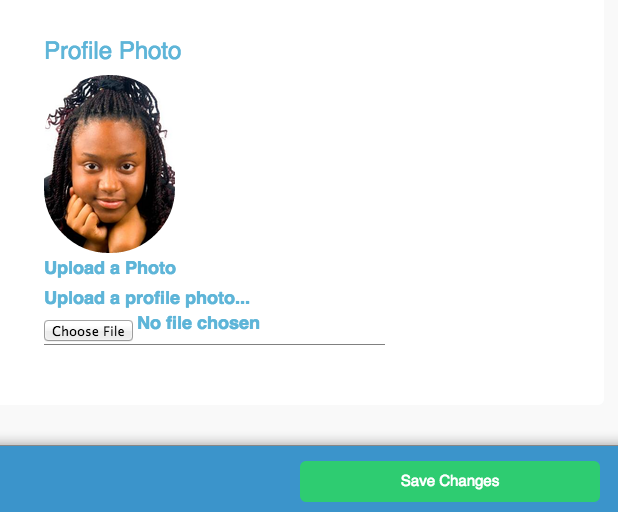 Profile Photo
Upload a Photo
Upload a profile photo...
Choose File No file chosen
Save Changes